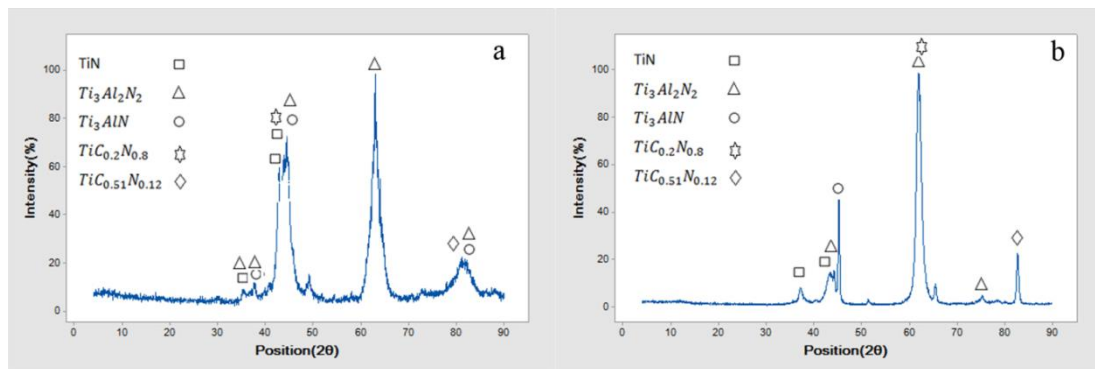 a
TiN
Ti₃Al₂N₂
Ti₃AlN
TiC₀.₂N₀.₈
TiC₀.₅₁N₀.₁₂
Intensity(%)
100
80
60
40
20
0
0 10 20 30 40 50 60 70 80 90
Position(2θ)
b
TiN
Ti₃Al₂N₂
Ti₃AlN
TiC₀.₂N₀.₈
TiC₀.₅₁N₀.₁₂
Intensity(%)
100
80
60
40
20
0
0 10 20 30 40 50 60 70 80 90
Position(2θ)